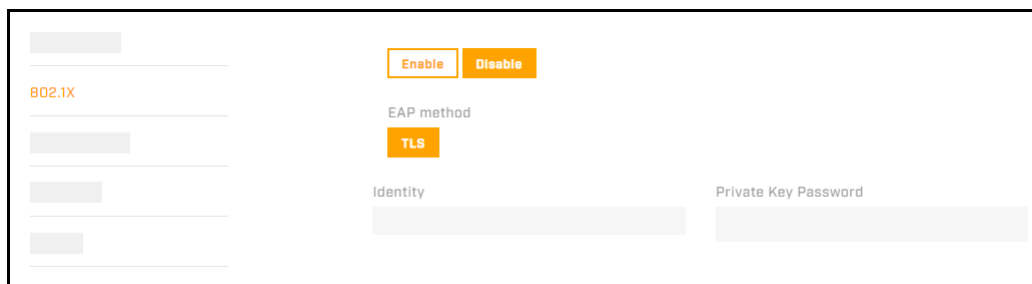 802.1X
Enable Disable
EAP method
TLS
Identity Private Key Password